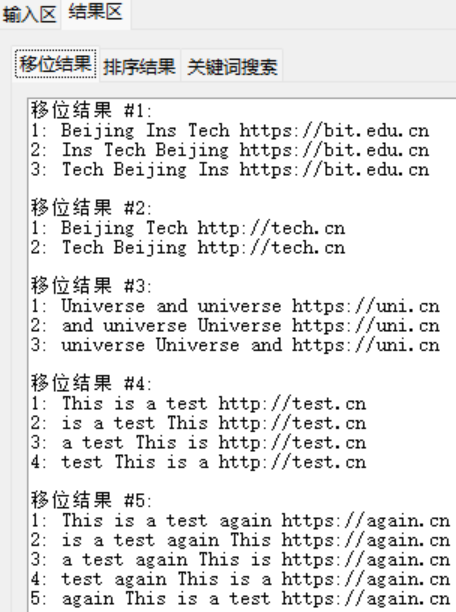 输入区 结果区
移位结果 排序结果 关键词搜索
移位结果 #1:
1: Beijing Ins Tech https://bit.edu.cn
2: Ins Tech Beijing https://bit.edu.cn
3: Tech Beijing Ins https://bit.edu.cn
移位结果 #2:
1: Beijing Tech http://tech.cn
2: Tech Beijing http://tech.cn
移位结果 #3:
1: Universe and universe https://uni.cn
2: and universe Universe https://uni.cn
3: universe Universe and https://uni.cn
移位结果 #4:
1: This is a test http://test.cn
2: is a test This http://test.cn
3: a test This is http://test.cn
4: test This is a http://test.cn
移位结果 #5:
1: This is a test again https://again.cn
2: is a test again This https://again.cn
3: a test again This is https://again.cn
4: test again This is a https://again.cn
5: again This is a test https://again.cn